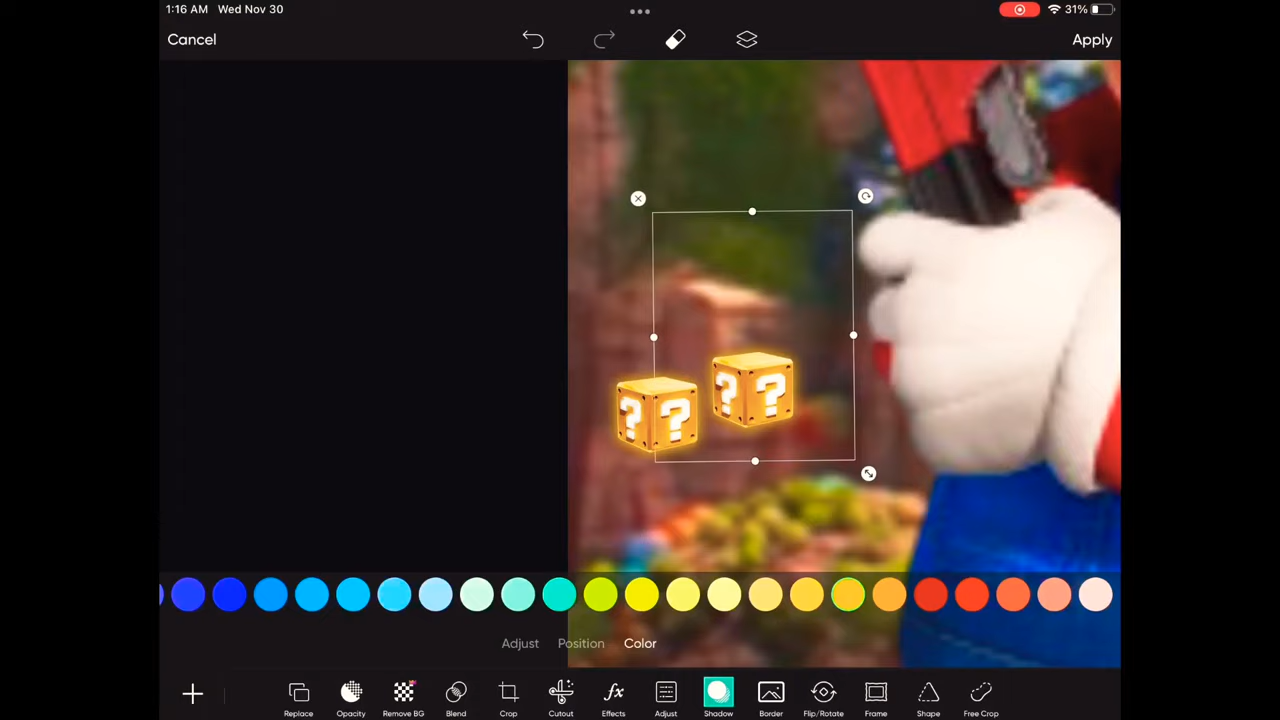 1:16 AM Wed Nov 30
31%
Cancel
Apply
? ?
? ?
Adjust Position Color
Replace Opacity Remove BG Blend Crop Cutout Effects Adjust Shadow Border Flip/Rotate Frame Shape Free Crop